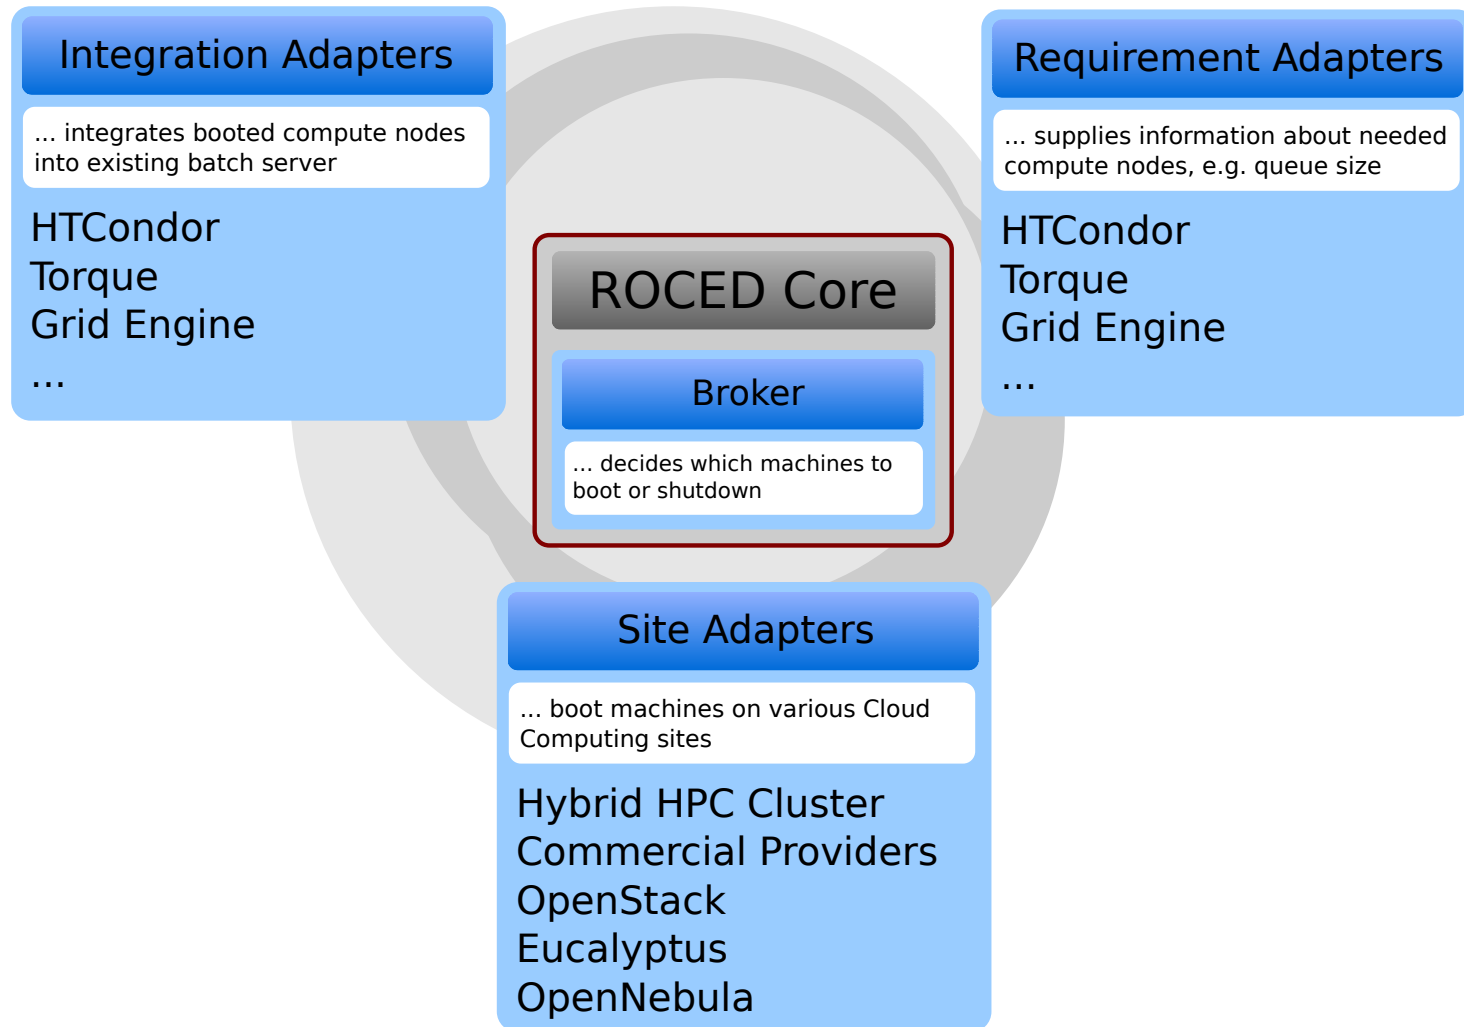 Integration Adapters
... integrates booted compute nodes
into existing batch server
HTCondor
Torque
Grid Engine
...
Requirement Adapters
... supplies information about needed
compute nodes, e.g. queue size
HTCondor
Torque
Grid Engine
...
ROCED Core
Broker
... decides which machines to
boot or shutdown
Site Adapters
... boot machines on various Cloud
Computing sites
Hybrid HPC Cluster
Commercial Providers
OpenStack
Eucalyptus
OpenNebula